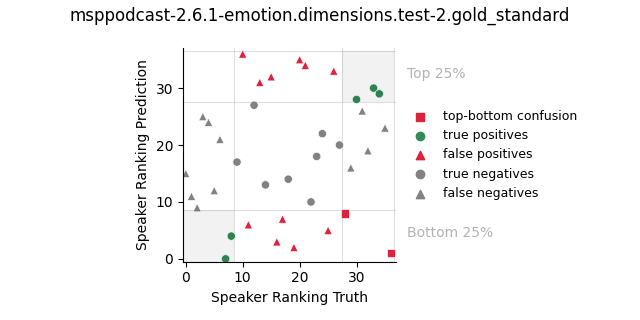 msppodcast-2.6.1-emotion.dimensions.test-2.gold_standard
Speaker Ranking Prediction
30
20
10
0
0 10 20 30
Speaker Ranking Truth
Top 25%
top-bottom confusion
true positives
false positives
true negatives
false negatives
Bottom 25%